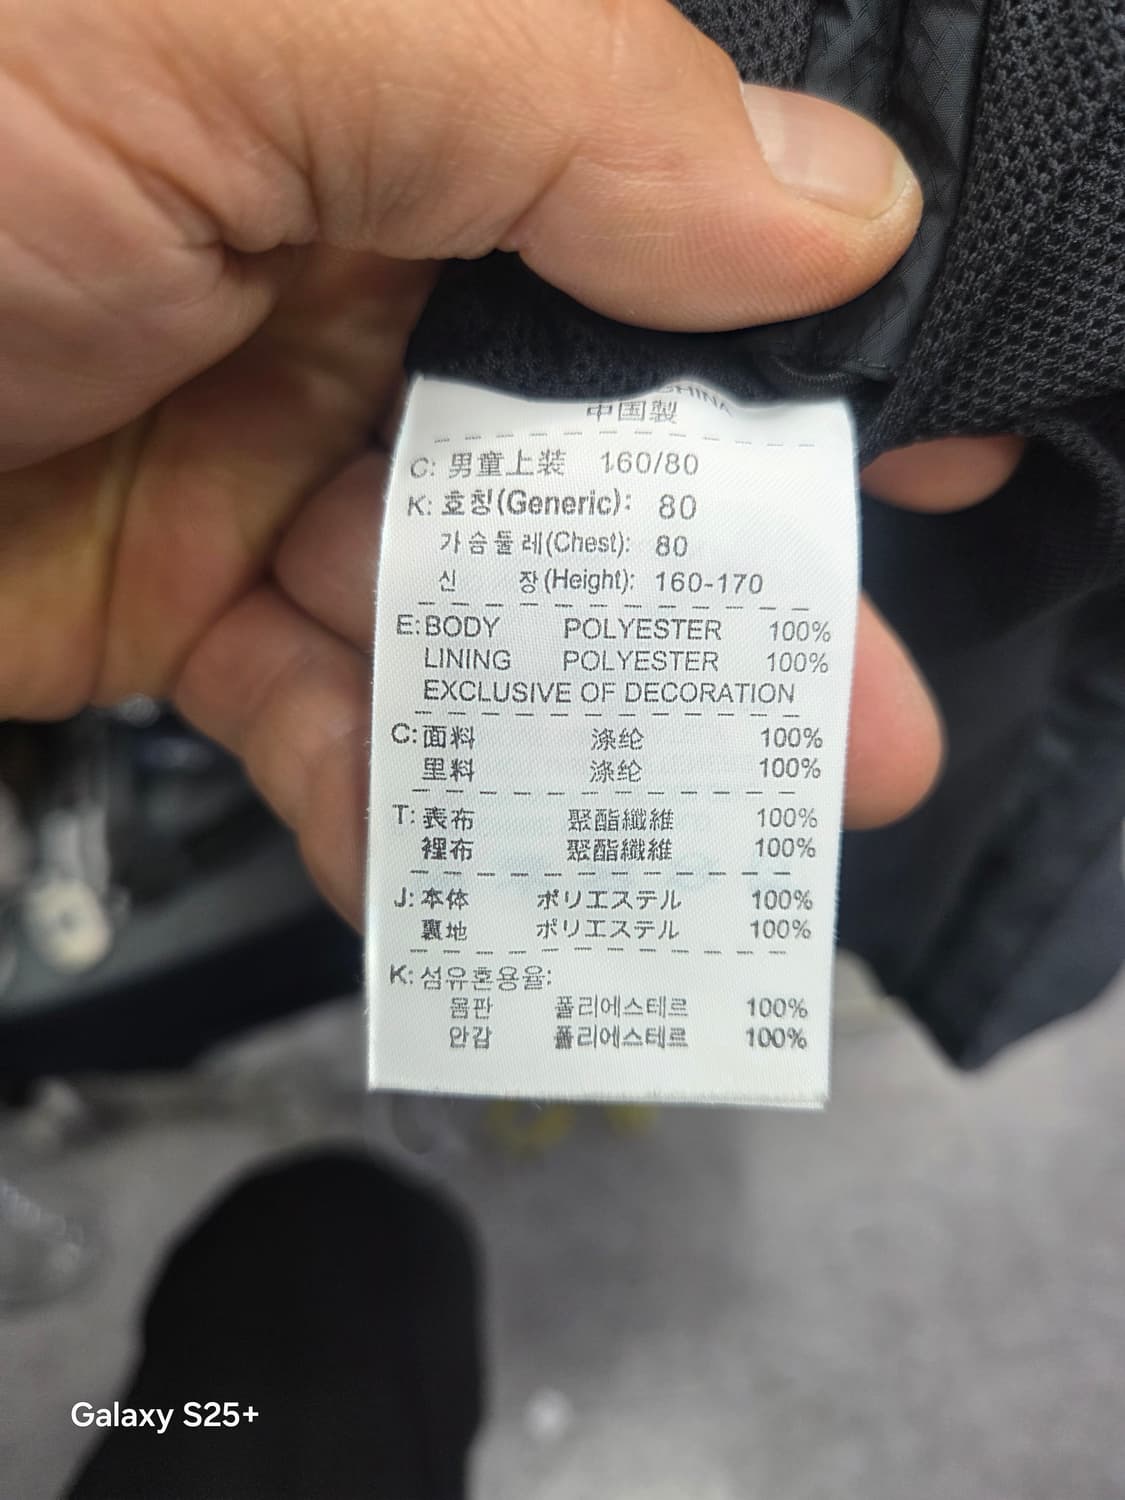 CHINA
中国製
C: 男童上装 160/80
K: 호칭(Generic): 80
가슴둘레(Chest): 80
신 장(Height): 160-170
E: BODY POLYESTER 100%
LINING POLYESTER 100%
EXCLUSIVE OF DECORATION
C: 面料 涤纶 100%
里料 涤纶 100%
T: 表布 聚酯纖維 100%
裡布 聚酯纖維 100%
J: 本体 ポリエステル 100%
裏地 ポリエステル 100%
K: 섬유혼용율:
몸판 폴리에스테르 100%
안감 폴리에스테르 100%
Galaxy S25+